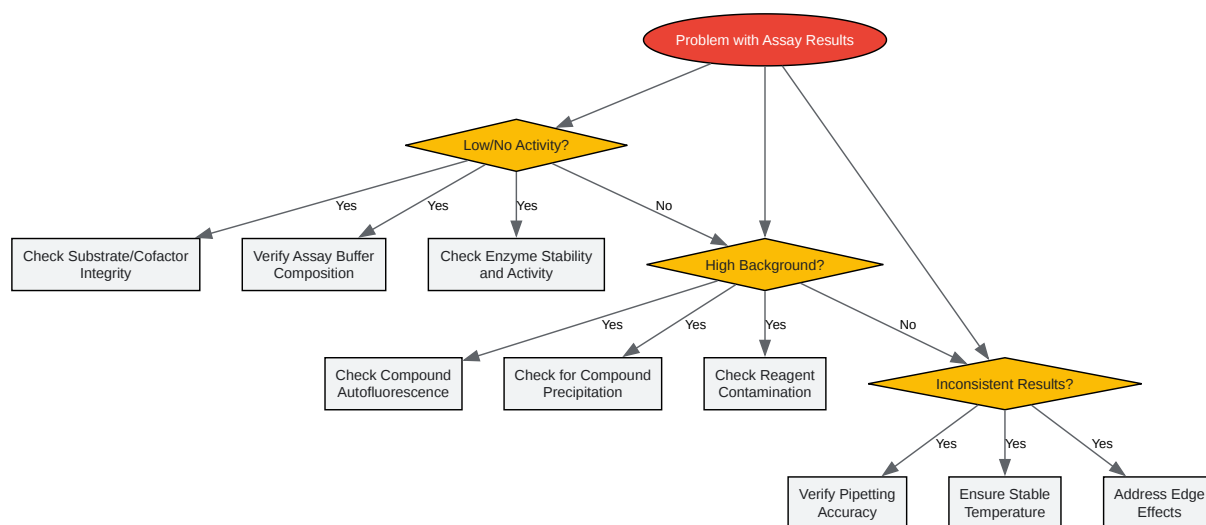 Problem with Assay Results
Low/No Activity?
Yes
Yes
Yes
No
Check Substrate/Cofactor
Integrity
Verify Assay Buffer
Composition
Check Enzyme Stability
and Activity
High Background?
Yes
Yes
Yes
No
Check Compound
Autofluorescence
Check for Compound
Precipitation
Check Reagent
Contamination
Inconsistent Results?
Yes
Yes
Yes
Verify Pipetting
Accuracy
Ensure Stable
Temperature
Address Edge
Effects